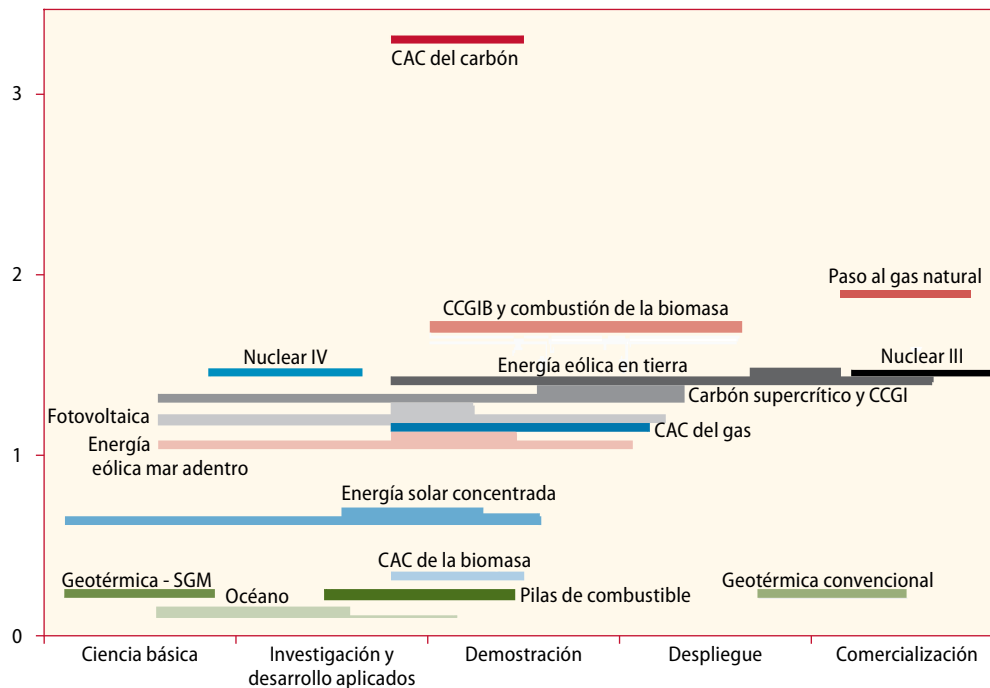 CAC del carbón
3
2
Paso al gas natural
CCGIB y combustión de la biomasa
Nuclear IV
Energía eólica en tierra
Nuclear III
Carbón supercrítico y CCGI
Fotovoltaica
CAC del gas
Energía
eólica mar adentro
1
Energía solar concentrada
CAC de la biomasa
Geotérmica - SGM
Océano
Pilas de combustible
Geotérmica convencional
0
Ciencia básica
Investigación y
desarrollo aplicados
Demostración
Despliegue
Comercialización